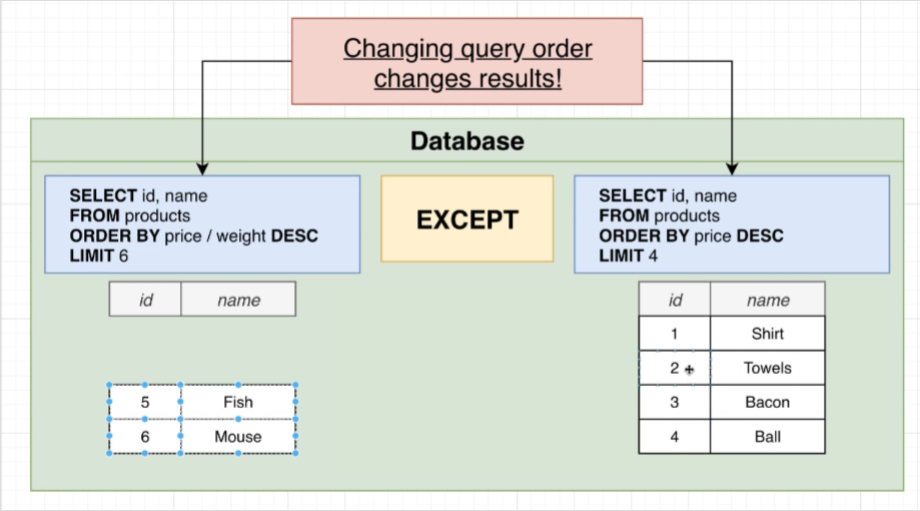 Changing query order
changes results!
Database
SELECT id, name
FROM products
ORDER BY price / weight DESC
LIMIT 6
EXCEPT
SELECT id, name
FROM products
ORDER BY price DESC
LIMIT 4
id name
5 Fish
6 Mouse
id name
1 Shirt
2 Towels
3 Bacon
4 Ball